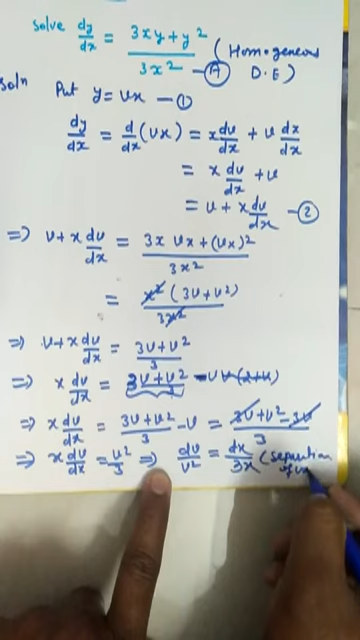 solve dy/dx = (3xy+y²)/3x² — (A) (Homogeneous D.E)
Soln Put y = vx — (1)
dy/dx = d/dx (vx) = x dv/dx + v dx/dx
= x dv/dx + v
= v + x dv/dx — (2)
⇒ v + x dv/dx = (3x vx + (vx)²)/3x²
= x² (3v+v²)/3x²
⇒ v + x dv/dx = (3v+v²)/3
⇒ x dv/dx = (3v+v²)/3 - v
⇒ x dv/dx = (3v+v²)/3 - v = (3v+v²-3v)/3
⇒ x dv/dx = v²/3 ⇒ dv/v² = dx/3x (separation of